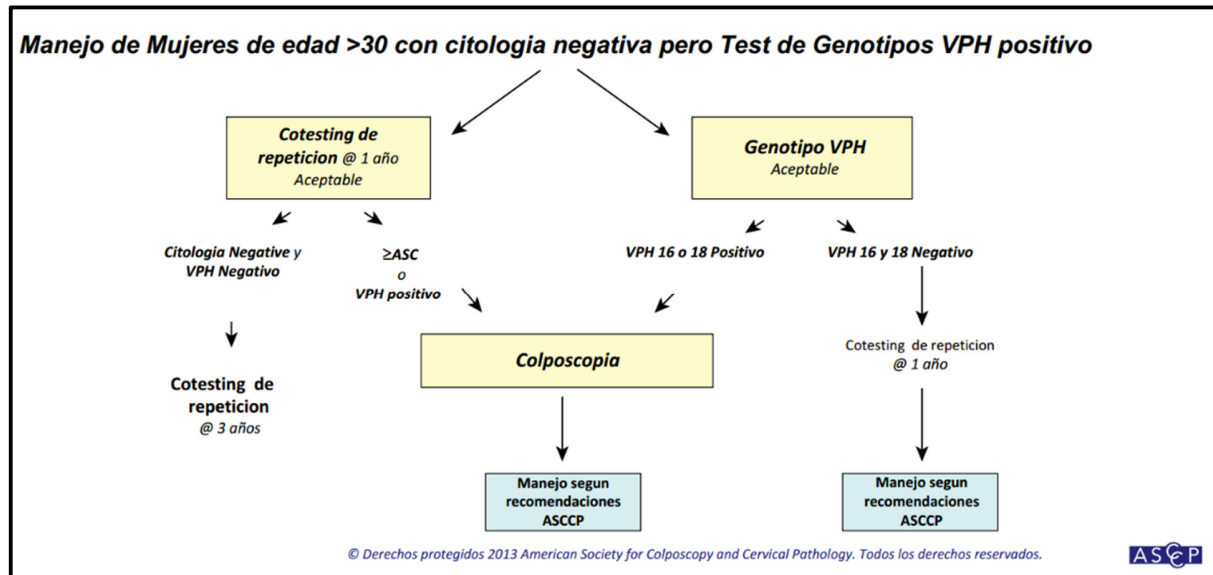 Manejo de Mujeres de edad >30 con citologia negativa pero Test de Genotipos VPH positivo
Cotesting de
repeticion @ 1 año
Aceptable
Genotipo VPH
Aceptable
Citologia Negative y
VPH Negativo
≥ASC
o
VPH positivo
VPH 16 o 18 Positivo
VPH 16 y 18 Negativo
Colposcopia
Cotesting de repeticion
@ 1 año
Cotesting de
repeticion
@ 3 años
Manejo segun
recomendaciones
ASCCP
Manejo segun
recomendaciones
ASCCP
© Derechos protegidos 2013 American Society for Colposcopy and Cervical Pathology. Todos los derechos reservados.
ASCCP